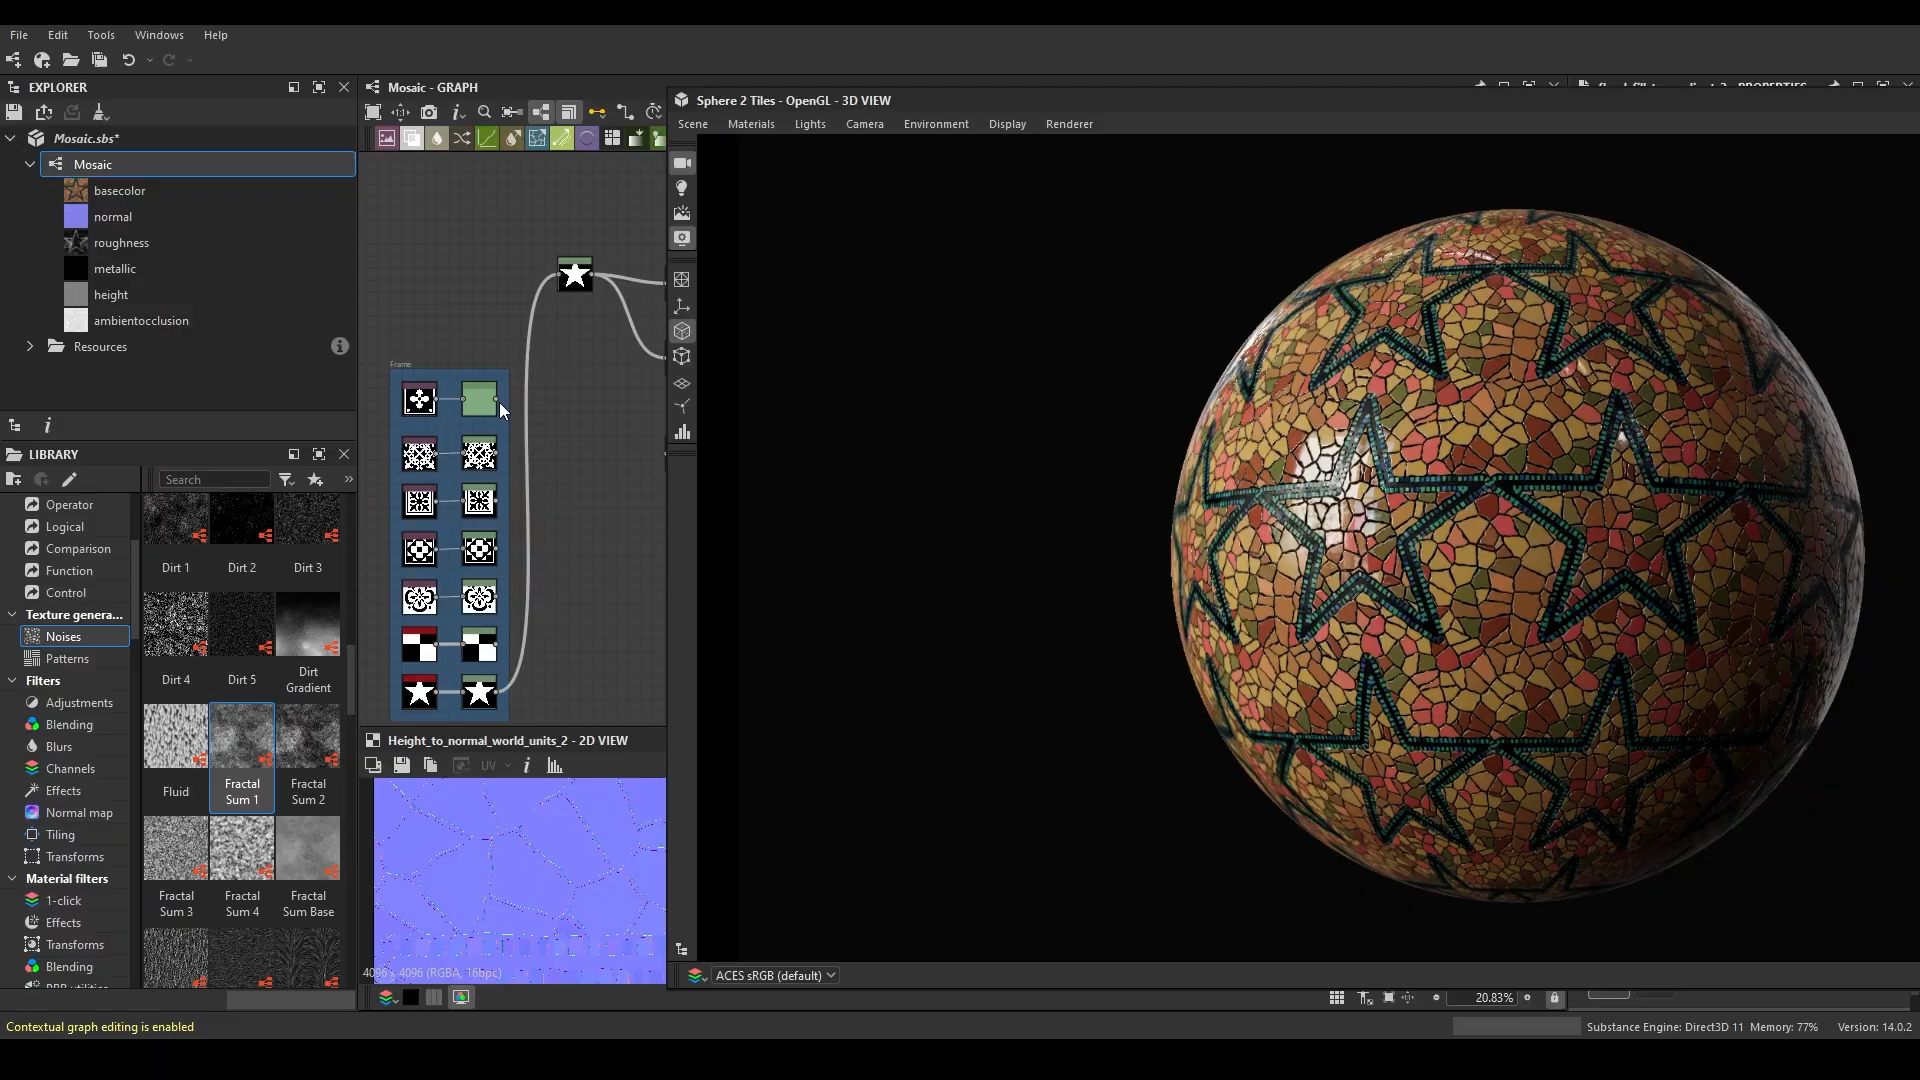 File Edit Tools Windows Help
EXPLORER
Mosaic.sbs*
Mosaic
basecolor
normal
roughness
metallic
height
ambientocclusion
Resources
LIBRARY
Search
Operator
Logical
Comparison
Function
Control
Texture genera...
Noises
Patterns
Filters
Adjustments
Blending
Blurs
Channels
Effects
Normal map
Tiling
Transforms
Material filters
1-click
Effects
Transforms
Blending
Dirt 1 Dirt 2 Dirt 3
Dirt 4 Dirt 5 Dirt Gradient
Fluid Fractal Sum 1 Fractal Sum 2
Fractal Sum 3 Fractal Sum 4 Fractal Sum Base
Mosaic - GRAPH
Frame
Height_to_normal_world_units_2 - 2D VIEW
UV
4096 x 4096 (RGBA, 16bpc)
PROPERTIES
Sphere 2 Tiles - OpenGL - 3D VIEW
Scene Materials Lights Camera Environment Display Renderer
ACES sRGB (default)
20.83%
Contextual graph editing is enabled
Substance Engine: Direct3D 11 Memory: 77% Version: 14.0.2